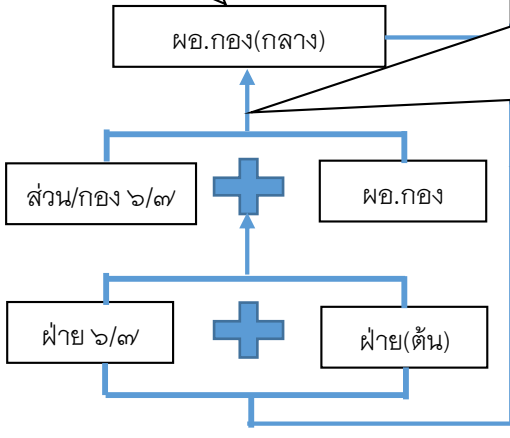 ผอ.กอง(กลาง)
ส่วน/กอง ๖/๗
ผอ.กอง
ฝ่าย ๖/๗
ฝ่าย(ต้น)